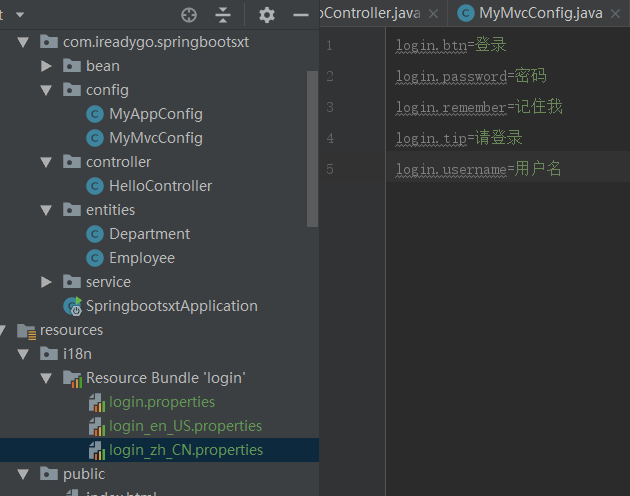 t
com.ireadygo.springbootsxt
bean
config
MyAppConfig
MyMvcConfig
controller
HelloController
entities
Department
Employee
service
SpringbootsxtApplication
resources
i18n
Resource Bundle 'login'
login.properties
login_en_US.properties
login_zh_CN.properties
public
index.html
oController.java
MyMvcConfig.java
1 login.btn=登录
2 login.password=密码
3 login.remember=记住我
4 login.tip=请登录
5 login.username=用户名